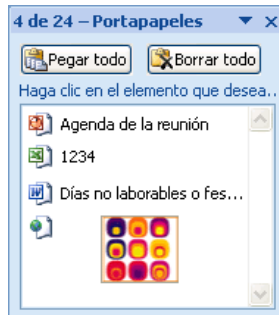 4 de 24 – Portapapeles
Pegar todo Borrar todo
Haga clic en el elemento que desea..
Agenda de la reunión
1234
Días no laborables o fes...